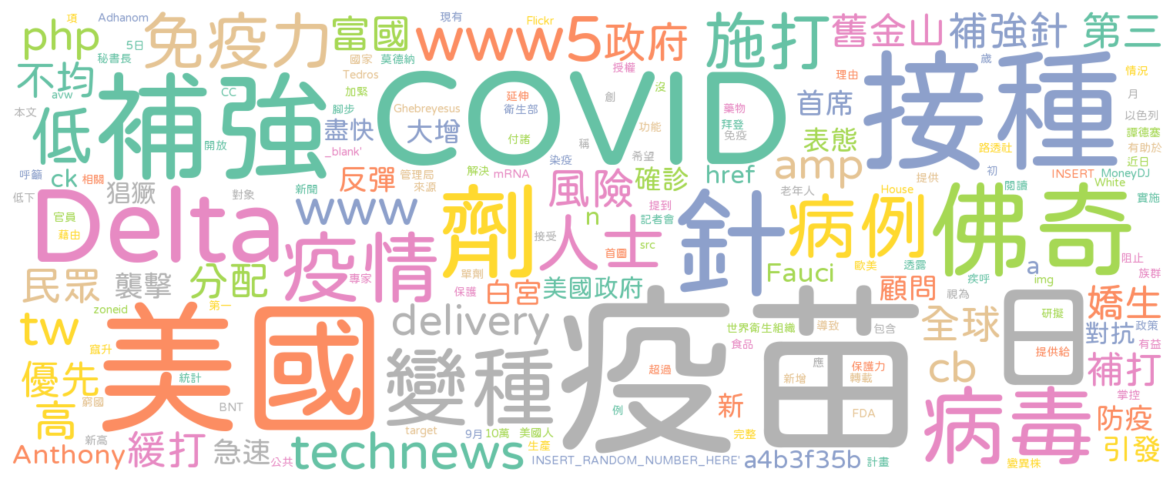 項 Adhanom 現有 Flickr
php 免疫力 富國 www5 政府 施打 舊金山 補強針 第三
5日 秘書長 國家 莫德納 授權 沒 理由 歲 情況
不均 avw CC Tedros 加緊 延伸 創 藥物 月
補強 COVID 接種
本文 低 腳步 Ghebreyesus 衛生部 首席 以色列
盡快 大增 付諸 功能 拜登 免疫 表態 譚德塞
開放 _blank' 稱 有助於
呼籲 ck 相關 反彈 新聞 管理局 來源 解決 染疫 mRNA 希望 確診 href amp 路透社 近日
低下 猖獗 對象 風險 老年人 提供 初 閱讀 INSERT MoneyDJ
Delta www 劑 人士 n 提到 記者會 針 病例 House White 佛奇 實施
官員 藉由 疫情 接受 src
民眾 襲擊 分配 專家 單劑 首圖 歐美 透露 阻止
保護 白宮 美國政府 Fauci 顧問 a 疾呼 img 族群
zoneid 第一 視為 嬌生
tw 美國 變種 delivery 疫苗 世界衛生組織 導致 包含 全球 日 研擬 對抗 政策
竄升 食品 應 有益
優先 統計 超過 保護力 轉載 新增 cb 提供給 補打
窮國 BNT 例 新 FDA 掌控
高 新高 target 9月 10萬 美國人 完整 病毒 防疫
Anthony 緩打 急速 公共 technews 生產 INSERT_RANDOM_NUMBER_HERE' a4b3f35b 計畫 變異株 引發